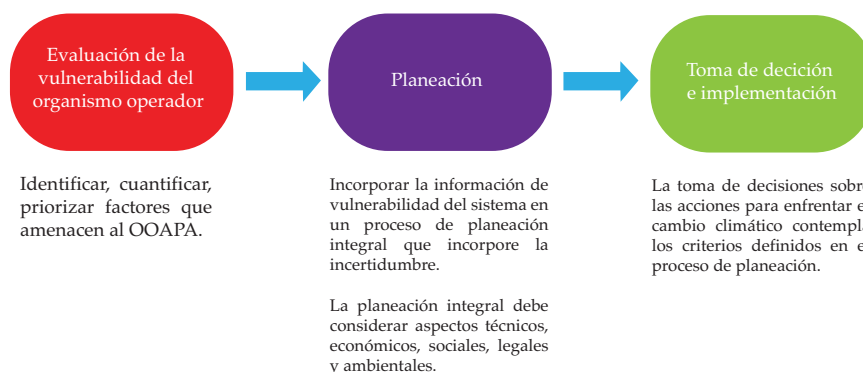 Evaluación de la
vulnerabilidad del
organismo operador
Planeación
Toma de decición
e implementación
Identificar, cuantificar,
priorizar factores que
amenacen al OOAPA.
Incorporar la información de
vulnerabilidad del sistema en
un proceso de planeación
integral que incorpore la
incertidumbre.
La planeación integral debe
considerar aspectos técnicos,
económicos, sociales, legales
y ambientales.
La toma de decisiones sobre
las acciones para enfrentar e
cambio climático contempla
los criterios definidos en e
proceso de planeación.